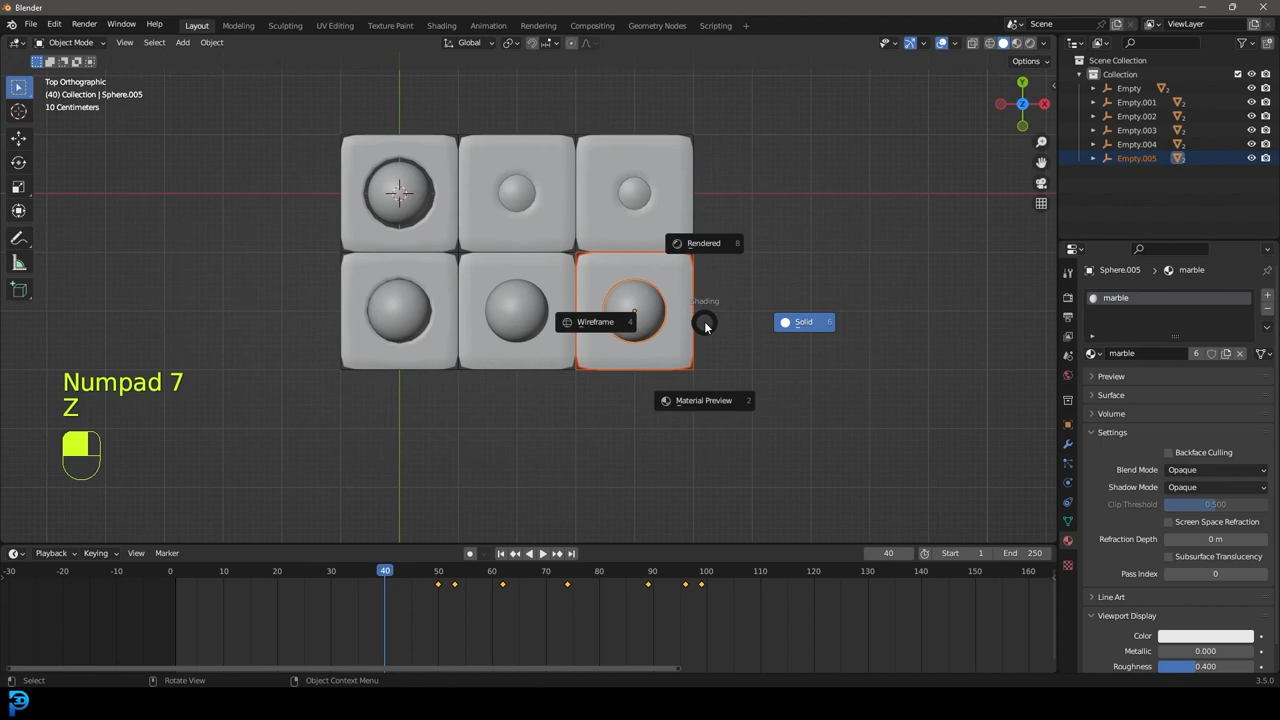 Blender
File Edit Render Window Help Layout Modeling Sculpting UV Editing Texture Paint Shading Animation Rendering Compositing Geometry Nodes Scripting + Scene ViewLayer
Object Mode View Select Add Object Global
Options
Top Orthographic
(40) Collection | Sphere.005
10 Centimeters
Y
X
Z
Scene Collection
Collection
Empty 2
Empty.001 2
Empty.002 2
Empty.003 2
Empty.004 2
Empty.005
Rendered 8
Shading
Wireframe 4
Solid 6
Material Preview 2
Numpad 7
Z
Sphere.005 > marble
marble
marble 6
Preview
Surface
Volume
Settings
Backface Culling
Blend Mode Opaque
Shadow Mode Opaque
Clip Threshold 0.500
Screen Space Refraction
Refraction Depth 0 m
Subsurface Translucency
Pass Index 0
Line Art
Viewport Display
Color
Metallic 0.000
Roughness 0.400
Playback Keying View Marker 40 Start 1 End 250
-30 -20 -10 0 10 20 30 40 50 60 70 80 90 100 110 120 130 140 150 160
Select Rotate View Object Context Menu 3.5.0